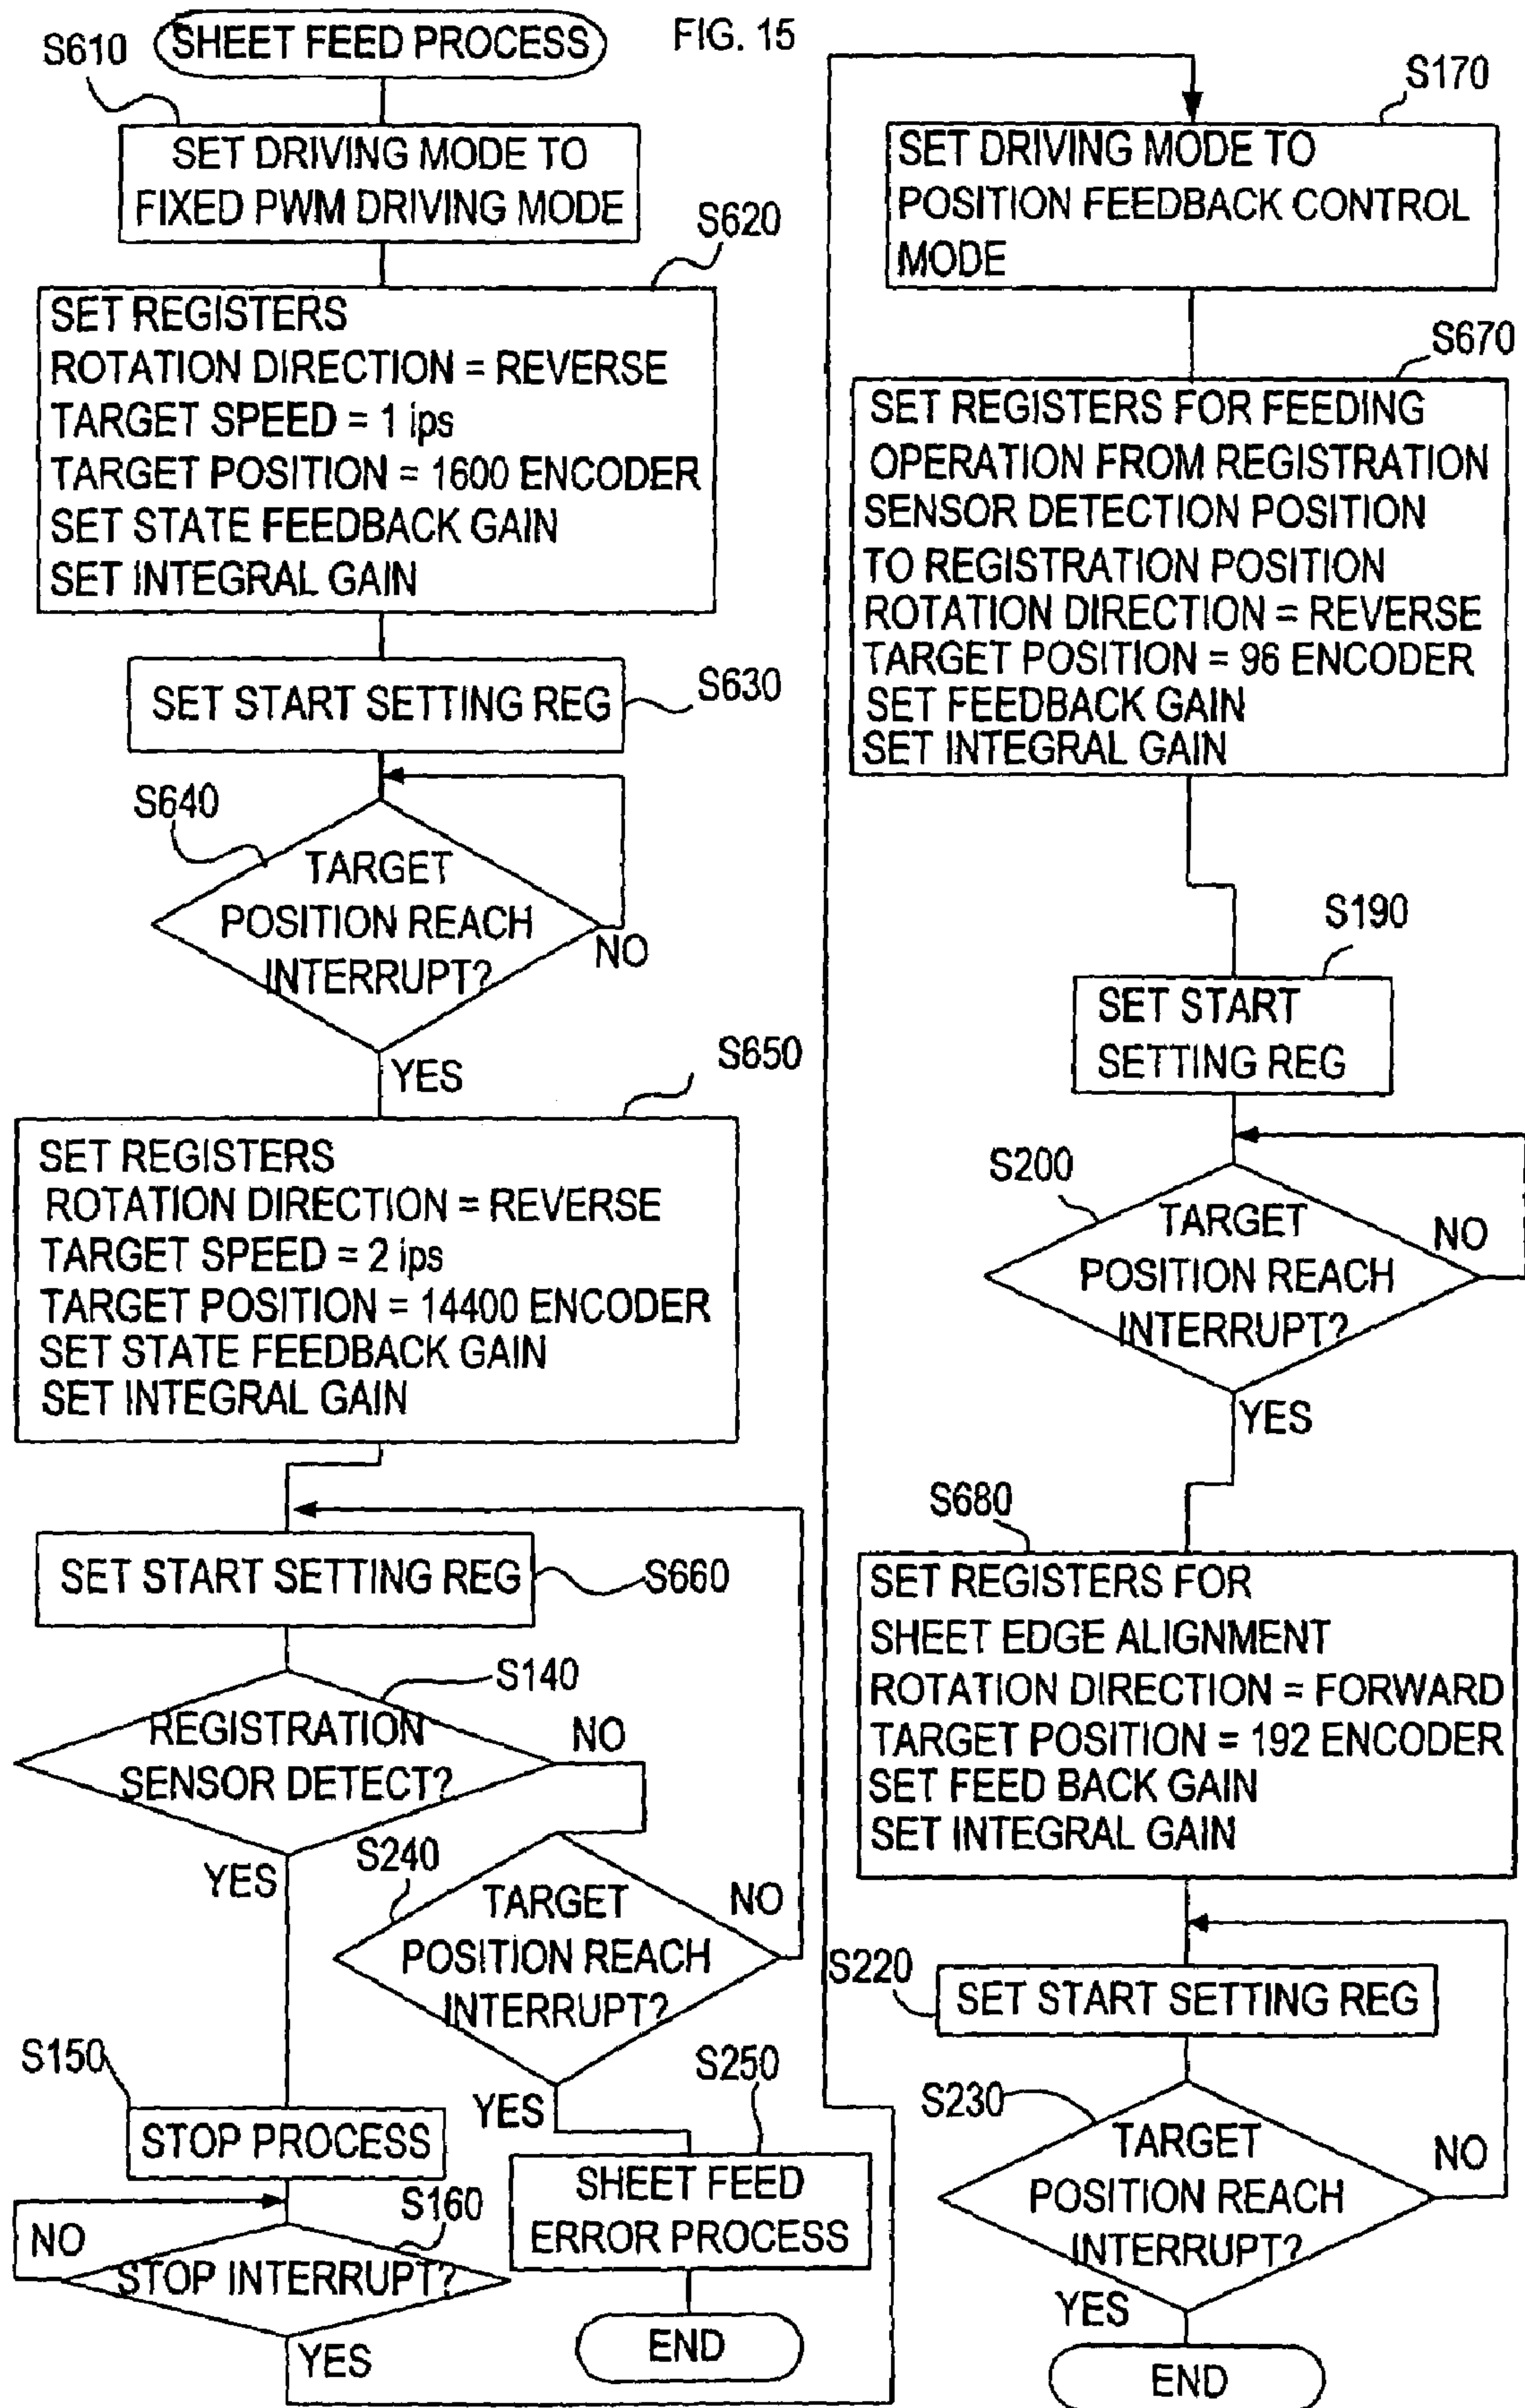 FIG. 15
SHEET FEED PROCESS
S610
SET DRIVING MODE TO
FIXED PWM DRIVING MODE
S620
SET REGISTERS
ROTATION DIRECTION = REVERSE
TARGET SPEED = 1 ips
TARGET POSITION = 1600 ENCODER
SET STATE FEEDBACK GAIN
SET INTEGRAL GAIN
SET START SETTING REG
S630
S640
TARGET
POSITION REACH
INTERRUPT?
NO
YES
S650
SET REGISTERS
ROTATION DIRECTION = REVERSE
TARGET SPEED = 2 ips
TARGET POSITION = 14400 ENCODER
SET STATE FEEDBACK GAIN
SET INTEGRAL GAIN
SET START SETTING REG
S660
S140
REGISTRATION
SENSOR DETECT?
NO
YES
S240
TARGET
POSITION REACH
INTERRUPT?
NO
YES
S250
SHEET FEED
ERROR PROCESS
END
S150
STOP PROCESS
S160
STOP INTERRUPT?
NO
YES
S170
SET DRIVING MODE TO
POSITION FEEDBACK CONTROL
MODE
S670
SET REGISTERS FOR FEEDING
OPERATION FROM REGISTRATION
SENSOR DETECTION POSITION
TO REGISTRATION POSITION
ROTATION DIRECTION = REVERSE
TARGET POSITION = 96 ENCODER
SET FEEDBACK GAIN
SET INTEGRAL GAIN
S190
SET START
SETTING REG
S200
TARGET
POSITION REACH
INTERRUPT?
NO
YES
S680
SET REGISTERS FOR
SHEET EDGE ALIGNMENT
ROTATION DIRECTION = FORWARD
TARGET POSITION = 192 ENCODER
SET FEED BACK GAIN
SET INTEGRAL GAIN
S220
SET START SETTING REG
S230
TARGET
POSITION REACH
INTERRUPT?
NO
YES
END